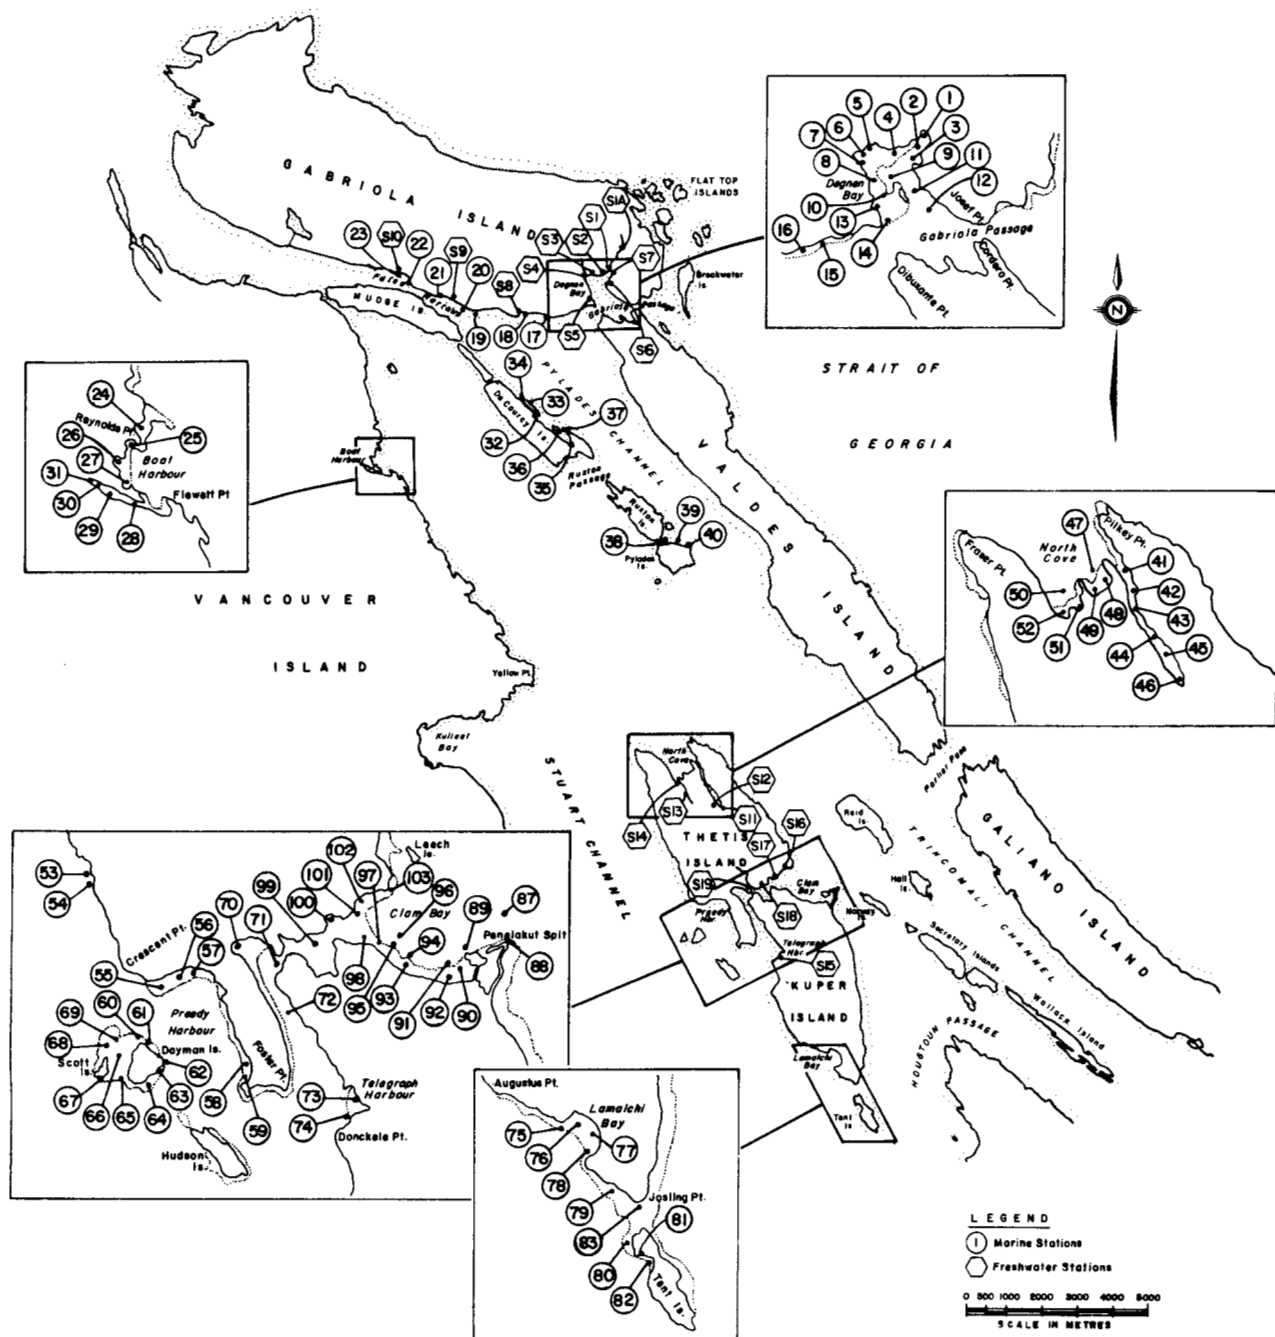 GABRIOLA ISLAND
FLAT TOP
ISLANDS
S1A
S1
S2
S3
S4
S7
23
S10
22
S9
21
20
S8
False Narrows
MUDGE IS.
19
18
17
Degnen
Bay
Gabriola Passage
S5
S6
Breakwater
Is.
5
4
2
1
6
7
3
8
9
11
12
Degnen
Bay
10
13
Josef Pt.
16
15
14
Gabriola Passage
Cordero Pt.
Dibuxante Pt.
N
STRAIT OF
GEORGIA
34
33
32
De Courcy Is.
37
36
35
PYLADES CHANNEL
Ruxton
Passage
Ruxton
Is.
39
40
38
Pylades
Is.
VALDES ISLAND
24
Reynolds Pt.
25
26
27
Boat
Harbour
31
30
29
28
Flewett Pt.
Boat
Harbour
VANCOUVER
ISLAND
Yellow Pt.
Kulleet
Bay
STUART CHANNEL
Pilkey Pt.
47
North
Cove
Fraser Pt.
41
50
42
52
51
49
48
43
44
45
46
Porlier Pass
GALIANO ISLAND
North
Cove
S12
S13
S11
S14
S16
S17
THETIS
ISLAND
S19
Clam
Bay
S18
Preedy
Har.
Telegraph
Har.
S15
KUPER
ISLAND
Reid Is.
Hall
Is.
Norway
Is.
TRINCOMALI CHANNEL
Secretary Islands
Wallace Island
HOUSTOUN PASSAGE
Lamalchi
Bay
Tent
Is.
53
54
102
Leech
Is.
97
103
101
96
99
100
Clam Bay
89
87
70
71
56
57
Crescent Pt.
94
Penelakut Spit
55
98
88
95
93
91
92
90
72
60
61
Preedy
Harbour
69
68
Dayman Is.
Foster Pt.
Scott
Is.
62
67
66
65
64
63
58
59
73
74
Telegraph
Harbour
Donckele Pt.
Hudson
Is.
Augustus Pt.
Lamalchi
Bay
75
76
77
78
79
Josling Pt.
83
81
80
82
Tent Is.
LEGEND
1 Marine Stations
Freshwater Stations
0 500 1000 2000 3000 4000 5000
SCALE IN METRES